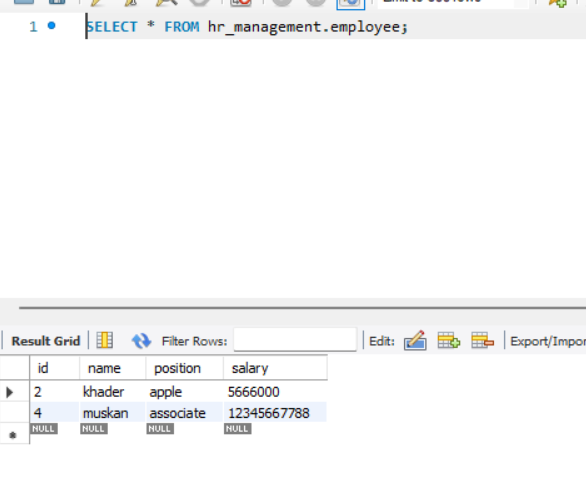 1 SELECT * FROM hr_management.employee;
Result Grid Filter Rows: Edit: Export/Impor
id name position salary
2 khader apple 5666000
4 muskan associate 12345667788
NULL NULL NULL NULL